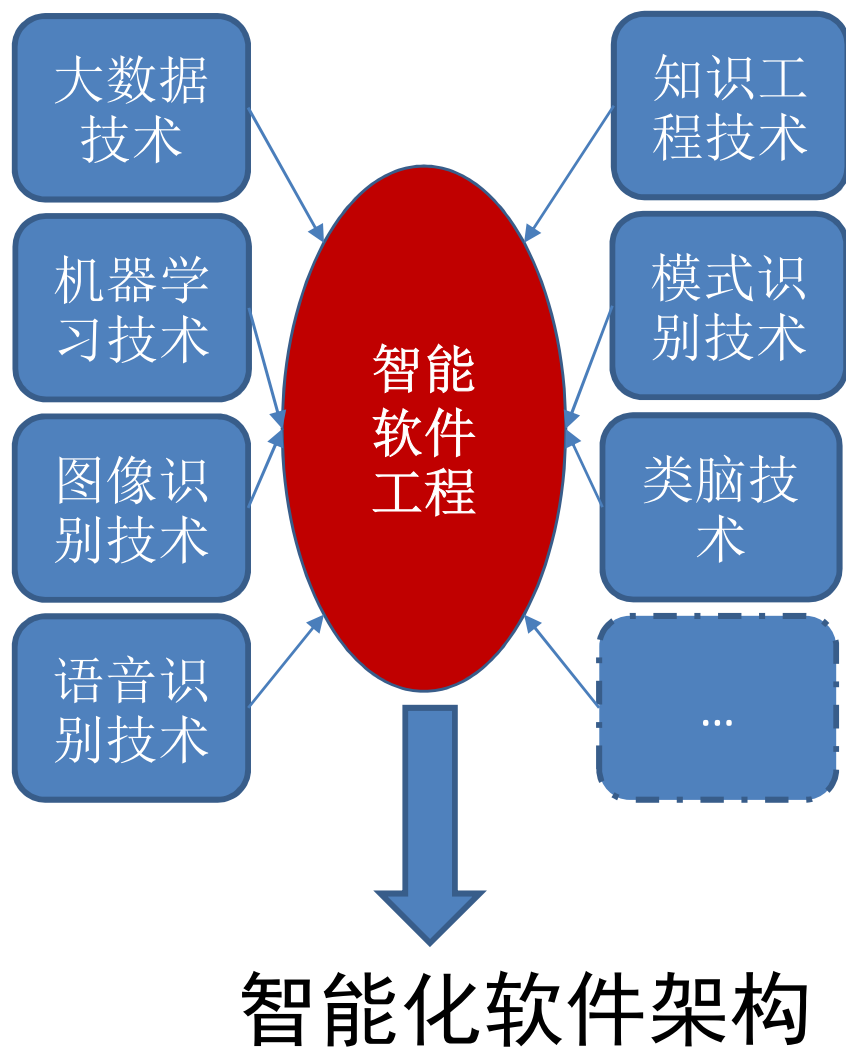 大数据
技术
机器学
习技术
图像识
别技术
语音识
别技术
智能
软件
工程
知识工
程技术
模式识
别技术
类脑技
术
...
智能化软件架构